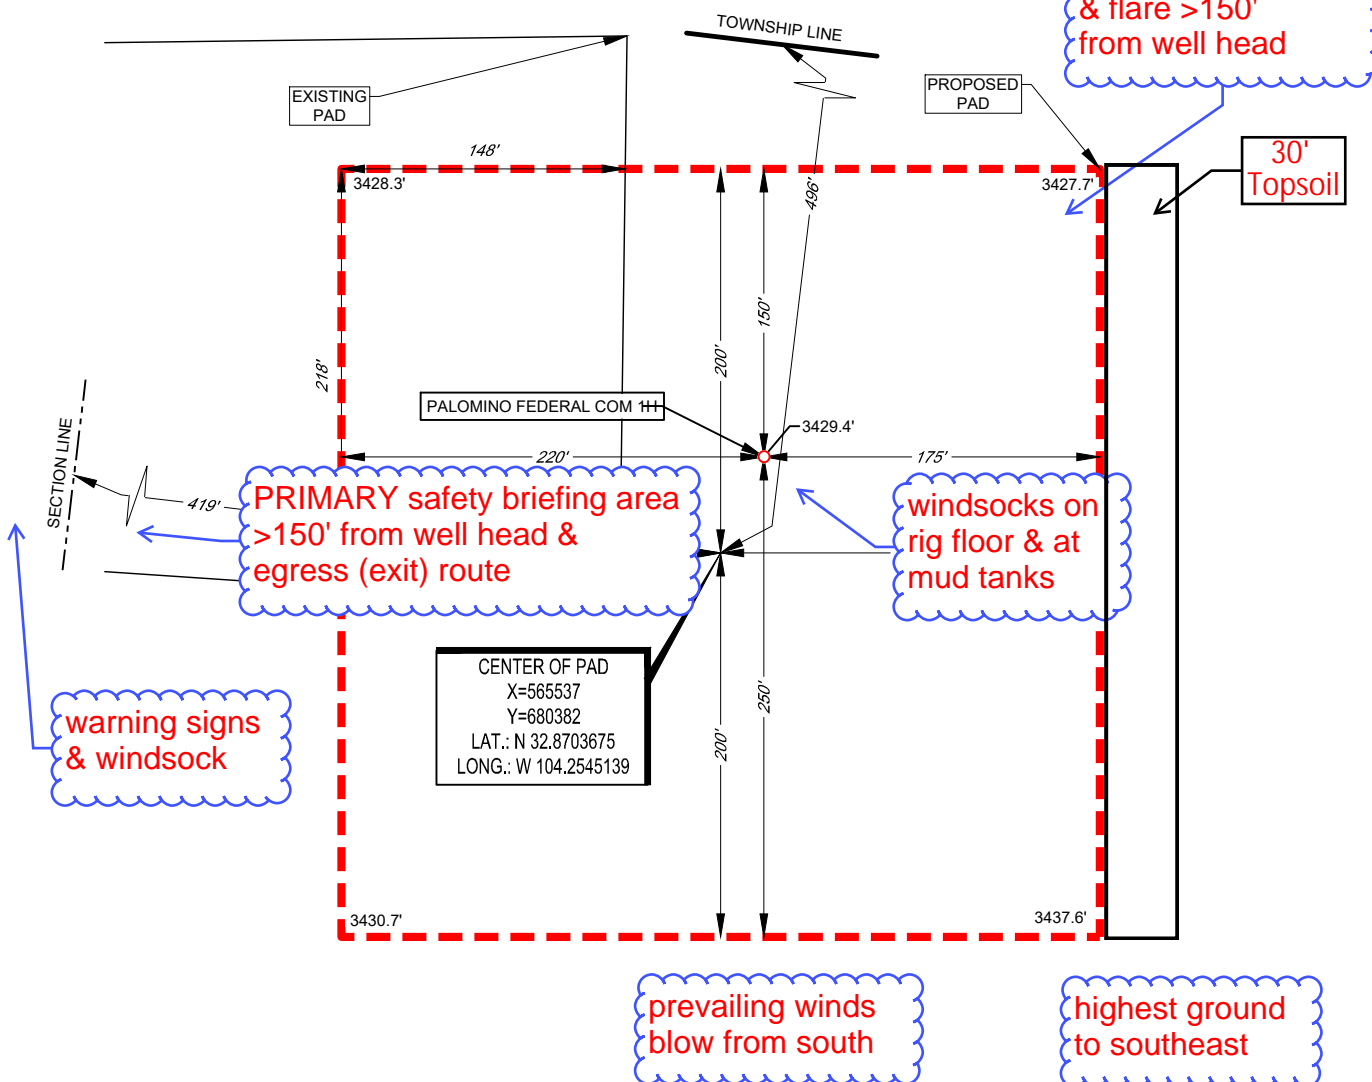 & flare >150'
from well head
TOWNSHIP LINE
EXISTING
PAD
PROPOSED
PAD
30'
Topsoil
148'
3428.3'
3427.7'
496'
150'
200'
218'
PALOMINO FEDERAL COM 1H
3429.4'
220'
175'
SECTION LINE
419'
PRIMARY safety briefing area
>150' from well head &
egress (exit) route
windsocks on
rig floor & at
mud tanks
CENTER OF PAD
X=565537
Y=680382
LAT.: N 32.8703675
LONG.: W 104.2545139
250'
200'
warning signs
& windsock
3430.7'
3437.6'
prevailing winds
blow from south
highest ground
to southeast